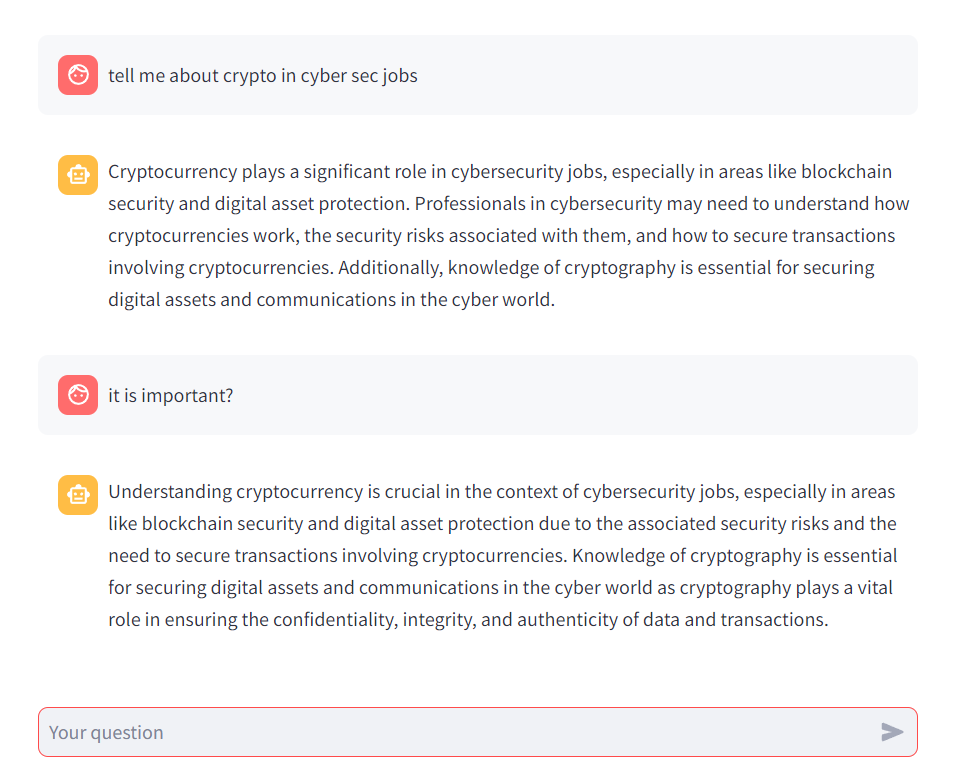 tell me about crypto in cyber sec jobs
Cryptocurrency plays a significant role in cybersecurity jobs, especially in areas like blockchain
security and digital asset protection. Professionals in cybersecurity may need to understand how
cryptocurrencies work, the security risks associated with them, and how to secure transactions
involving cryptocurrencies. Additionally, knowledge of cryptography is essential for securing
digital assets and communications in the cyber world.
it is important?
Understanding cryptocurrency is crucial in the context of cybersecurity jobs, especially in areas
like blockchain security and digital asset protection due to the associated security risks and the
need to secure transactions involving cryptocurrencies. Knowledge of cryptography is essential
for securing digital assets and communications in the cyber world as cryptography plays a vital
role in ensuring the confidentiality, integrity, and authenticity of data and transactions.
Your question